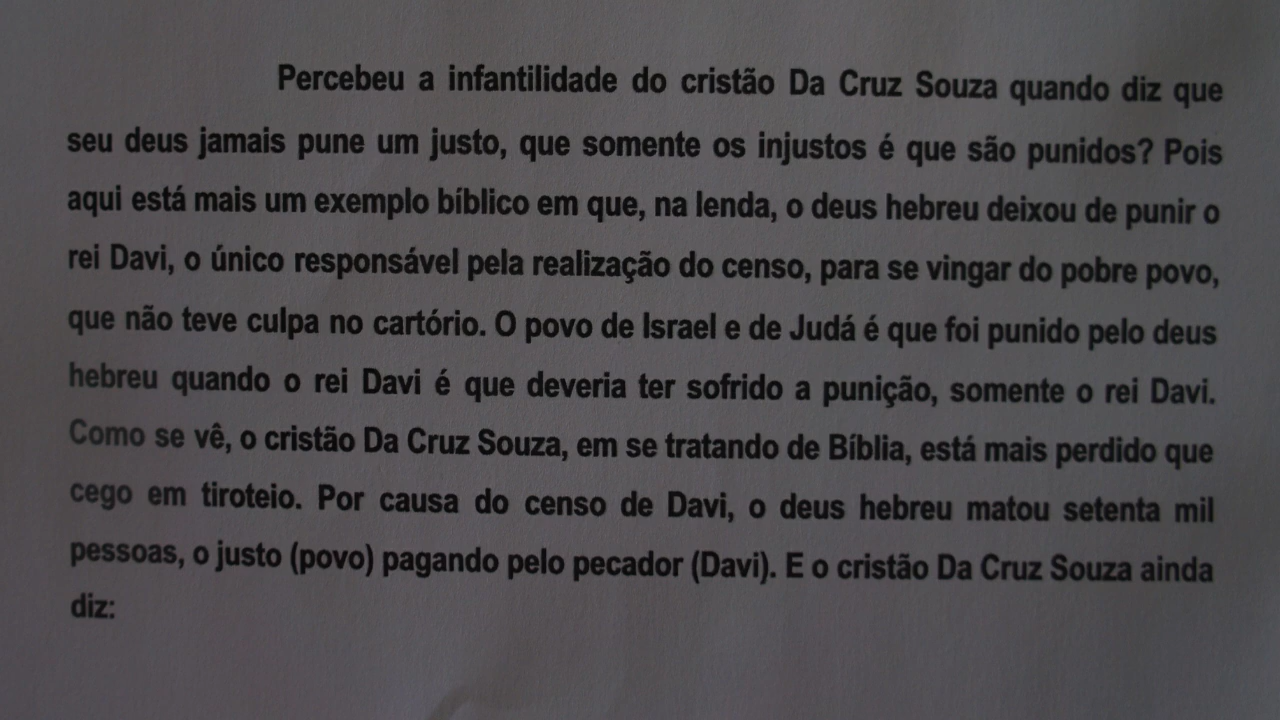 Percebeu a infantilidade do cristão Da Cruz Souza quando diz que
seu deus jamais pune um justo, que somente os injustos é que são punidos? Pois
aqui está mais um exemplo bíblico em que, na lenda, o deus hebreu deixou de punir o
rei Davi, o único responsável pela realização do censo, para se vingar do pobre povo,
que não teve culpa no cartório. O povo de Israel e de Judá é que foi punido pelo deus
hebreu quando o rei Davi é que deveria ter sofrido a punição, somente o rei Davi.
Como se vê, o cristão Da Cruz Souza, em se tratando de Bíblia, está mais perdido que
cego em tiroteio. Por causa do censo de Davi, o deus hebreu matou setenta mil
pessoas, o justo (povo) pagando pelo pecador (Davi). E o cristão Da Cruz Souza ainda
diz: